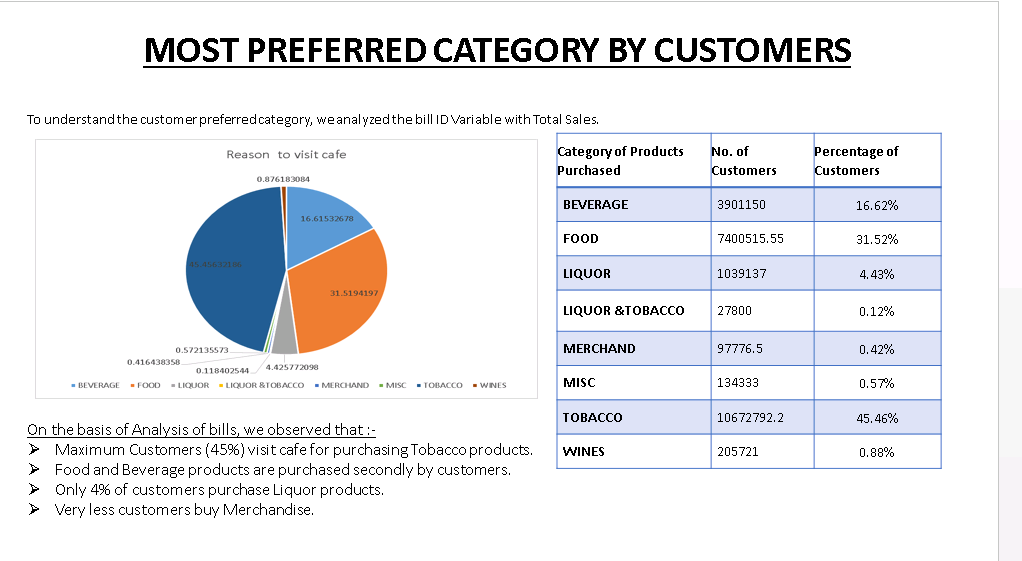 MOST PREFERRED CATEGORY BY CUSTOMERS
To understand the customer preferred category, we analyzed the bill ID Variable with Total Sales.
Reason to visit cafe
0.876183084
16.61532678
31.5194197
0.572135573
0.416438358
0.118402544
4.425772098
BEVERAGE FOOD LIQUOR LIQUOR &TOBACCO MERCHAND MISC TOBACCO WINES
Category of Products Purchased No. of Customers Percentage of Customers
BEVERAGE 3901150 16.62%
FOOD 7400515.55 31.52%
LIQUOR 1039137 4.43%
LIQUOR &TOBACCO 27800 0.12%
MERCHAND 97776.5 0.42%
MISC 134333 0.57%
TOBACCO 10672792.2 45.46%
WINES 205721 0.88%
On the basis of Analysis of bills, we observed that :-
Maximum Customers (45%) visit cafe for purchasing Tobacco products.
Food and Beverage products are purchased secondly by customers.
Only 4% of customers purchase Liquor products.
Very less customers buy Merchandise.